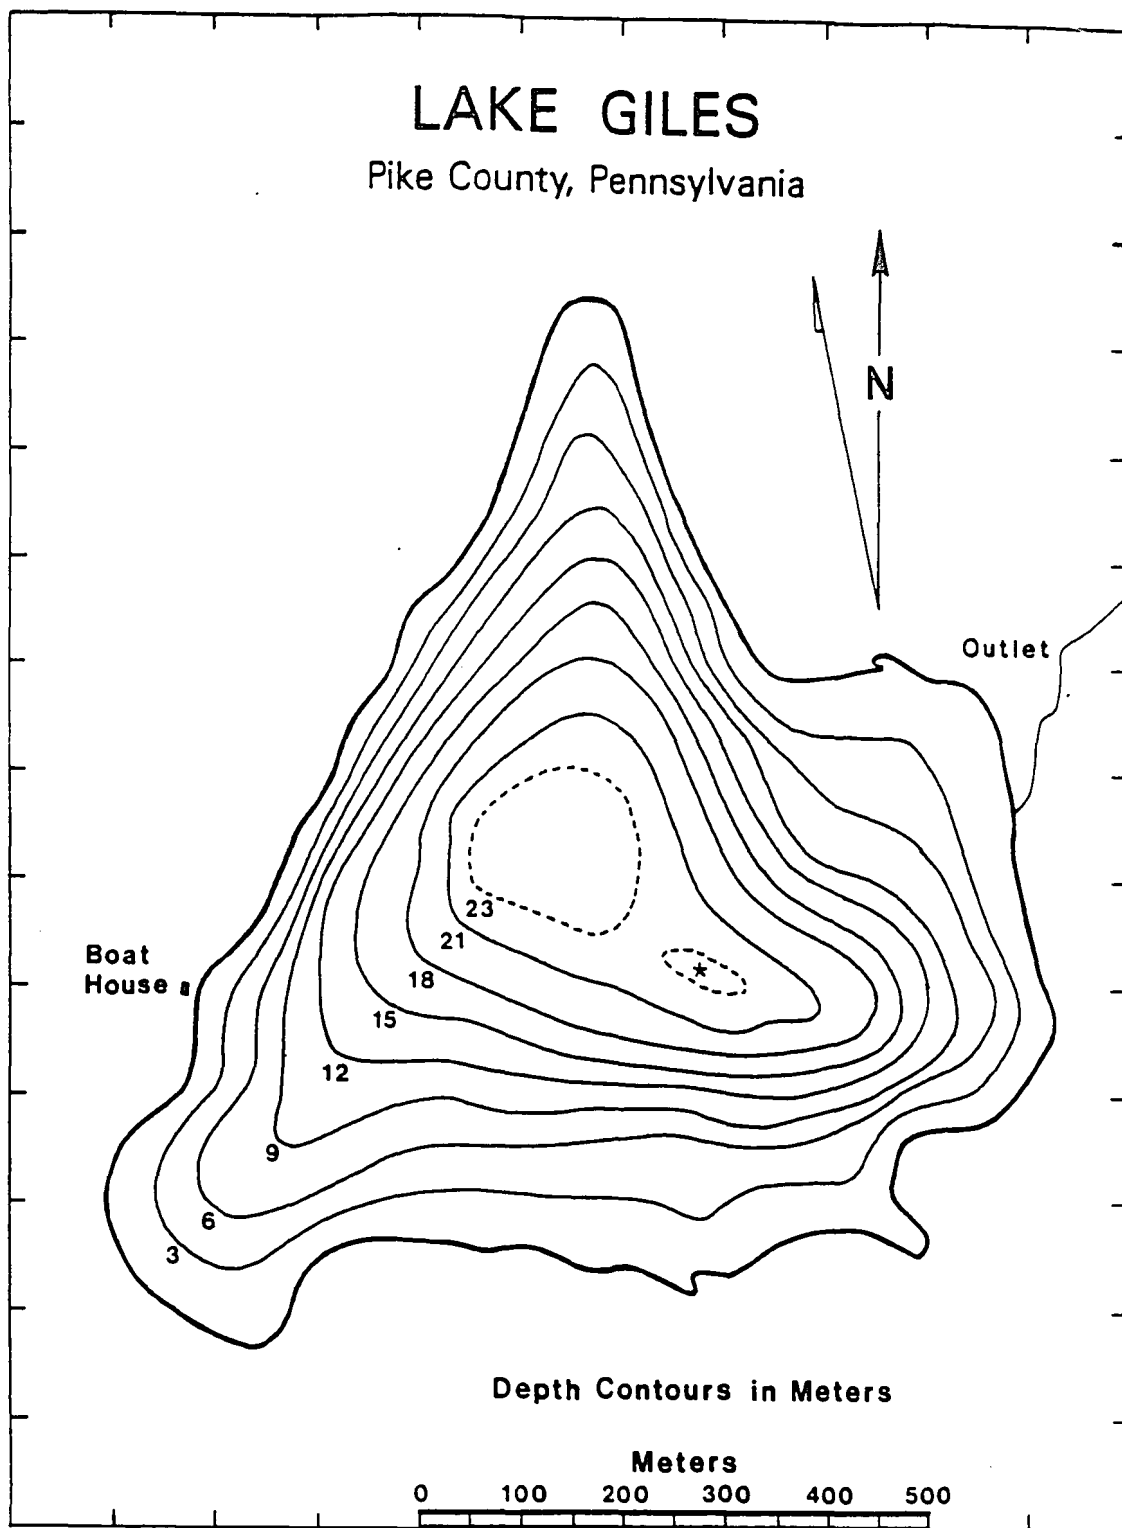 LAKE GILES
Pike County, Pennsylvania
N
Outlet
Boat
House
23
21
18
15
12
9
6
3
Depth Contours in Meters
Meters
0 100 200 300 400 500